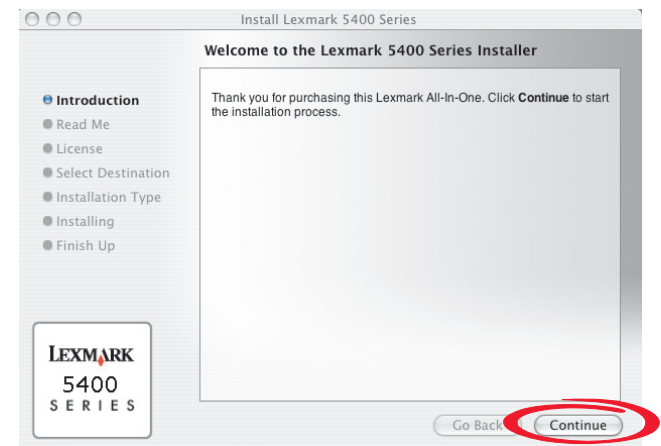 Install Lexmark 5400 Series
Welcome to the Lexmark 5400 Series Installer
Introduction
Read Me
License
Select Destination
Installation Type
Installing
Finish Up
Thank you for purchasing this Lexmark All-In-One. Click Continue to start
the installation process.
LEXMARK
5400
SERIES
Go Back
Continue